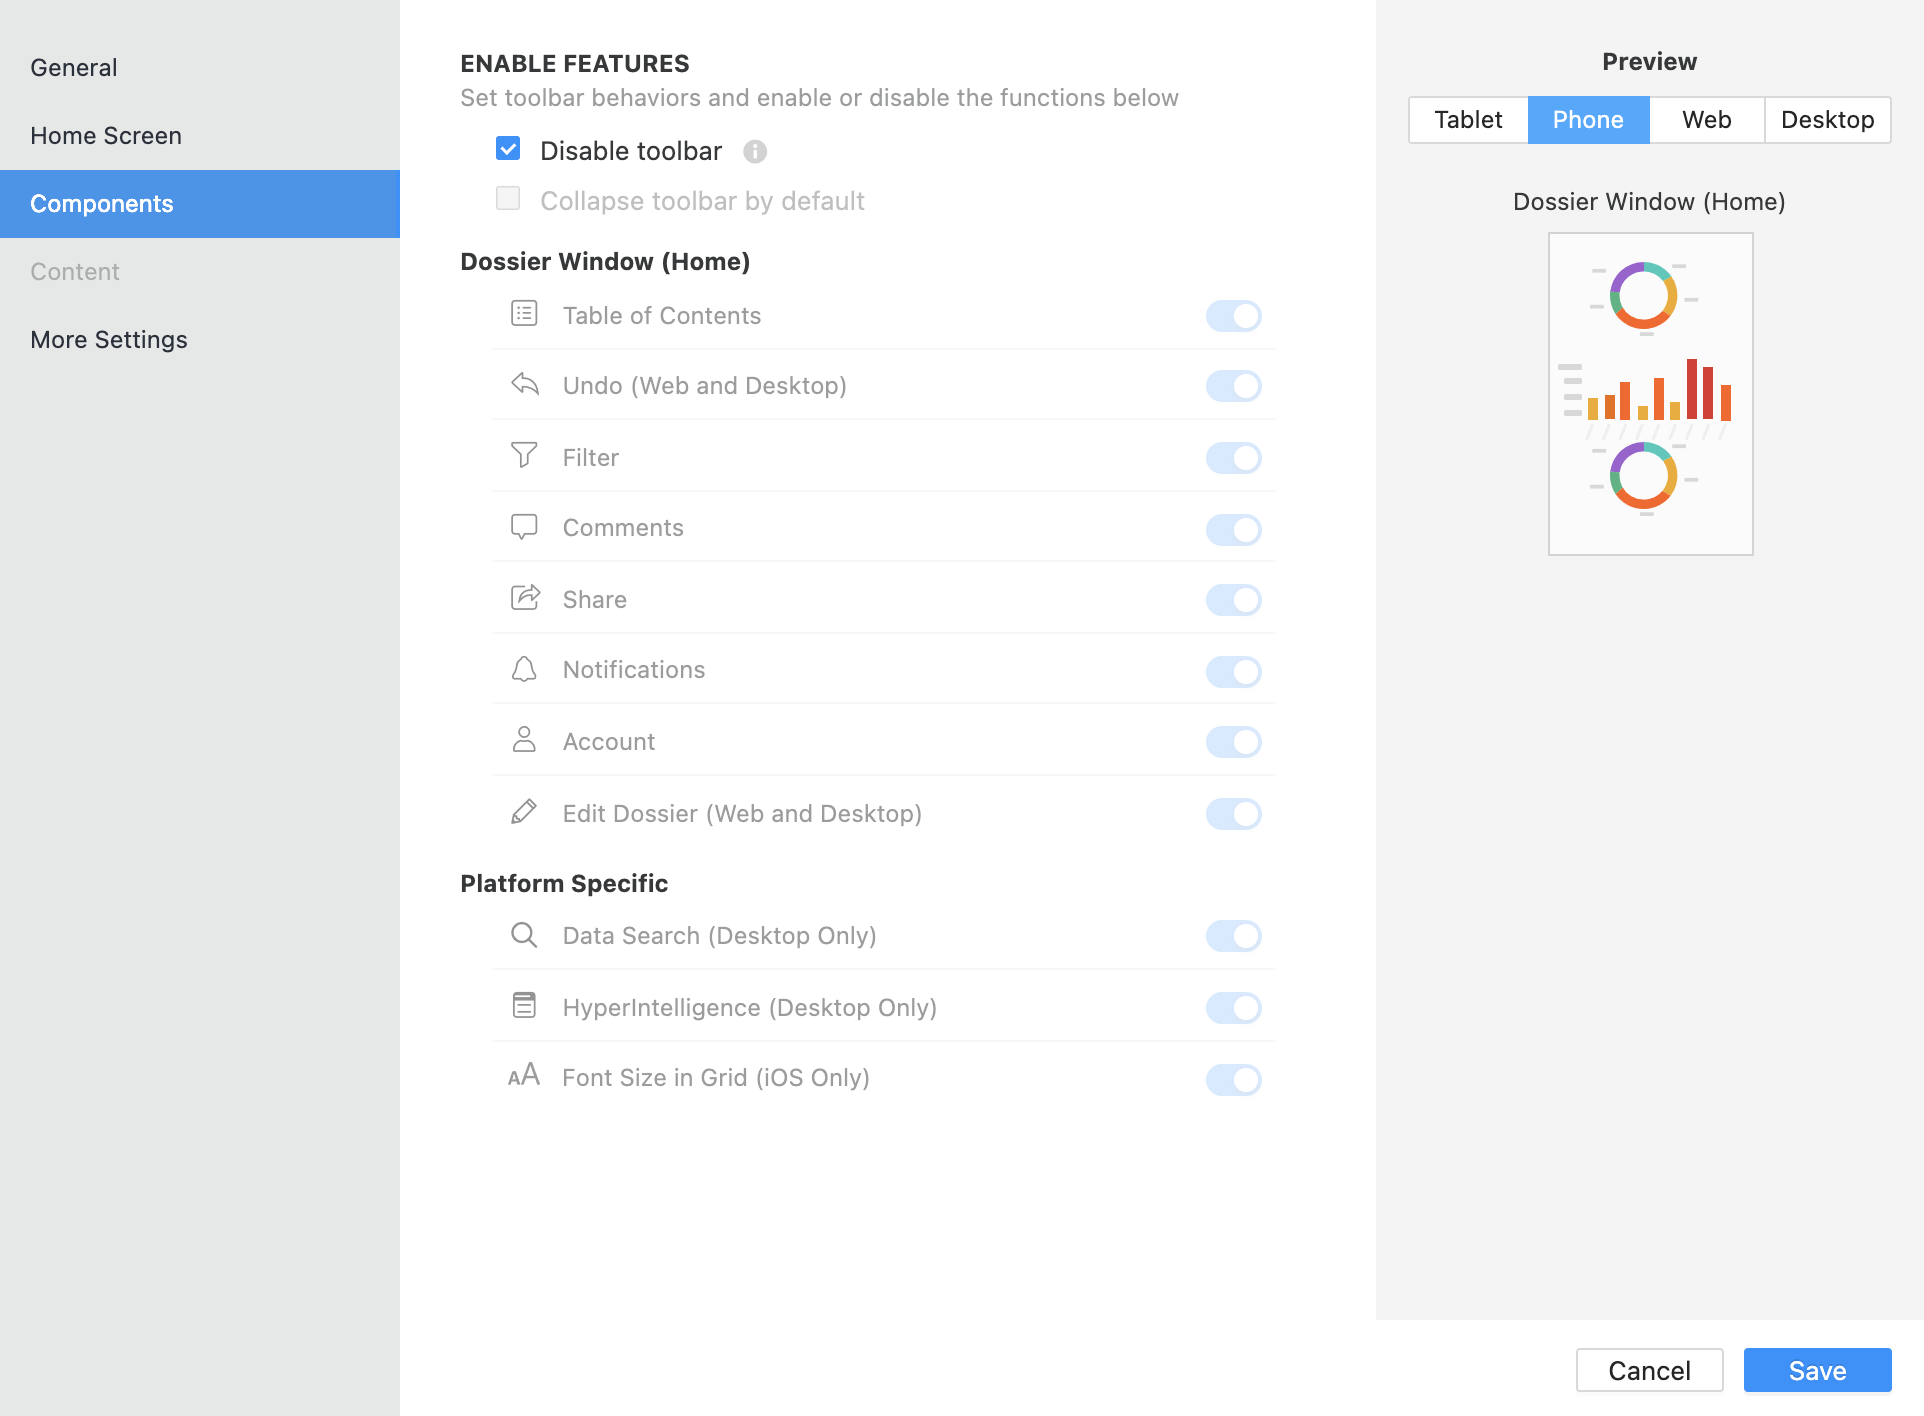 General
Home Screen
Components
Content
More Settings
ENABLE FEATURES
Set toolbar behaviors and enable or disable the functions below
Disable toolbar
Collapse toolbar by default
Dossier Window (Home)
Table of Contents
Undo (Web and Desktop)
Filter
Comments
Share
Notifications
Account
Edit Dossier (Web and Desktop)
Platform Specific
Data Search (Desktop Only)
HyperIntelligence (Desktop Only)
AA Font Size in Grid (iOS Only)
Preview
Tablet Phone Web Desktop
Dossier Window (Home)
Cancel Save